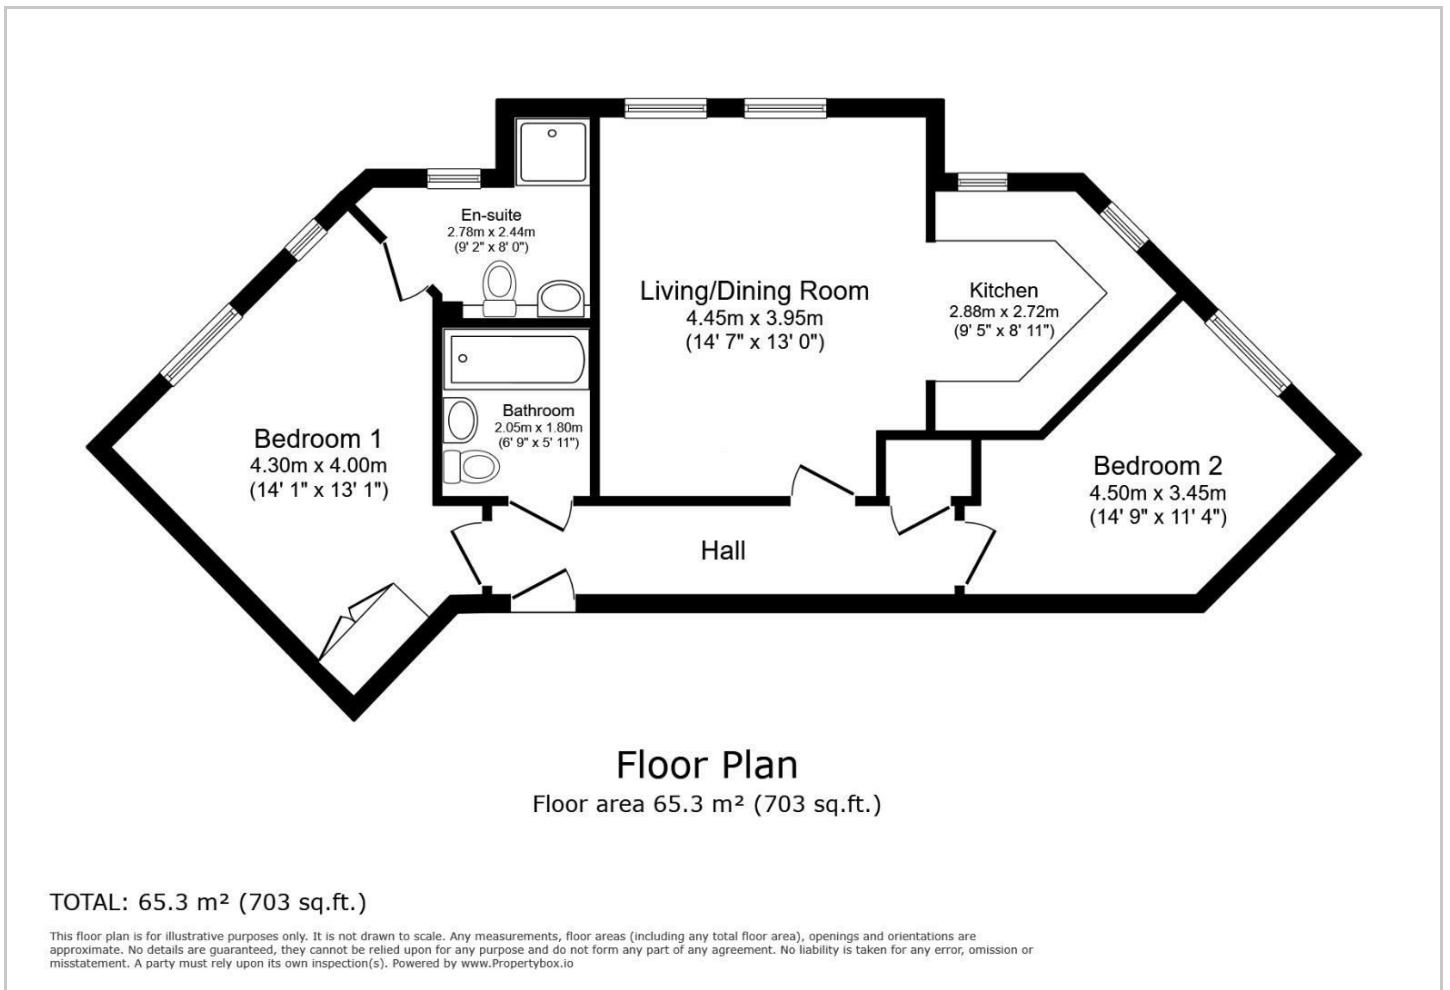 En-suite
2.78m x 2.44m
(9' 2" x 8' 0")
Living/Dining Room
4.45m x 3.95m
(14' 7" x 13' 0")
Kitchen
2.88m x 2.72m
(9' 5" x 8' 11")
Bathroom
2.05m x 1.80m
(6' 9" x 5' 11")
Bedroom 1
4.30m x 4.00m
(14' 1" x 13' 1")
Bedroom 2
4.50m x 3.45m
(14' 9" x 11' 4")
Hall
Floor Plan
Floor area 65.3 m² (703 sq.ft.)
TOTAL: 65.3 m² (703 sq.ft.)
This floor plan is for illustrative purposes only. It is not drawn to scale. Any measurements, floor areas (including any total floor area), openings and orientations are
approximate. No details are guaranteed, they cannot be relied upon for any purpose and do not form any part of any agreement. No liability is taken for any error, omission or
misstatement. A party must rely upon its own inspection(s). Powered by www.Propertybox.io